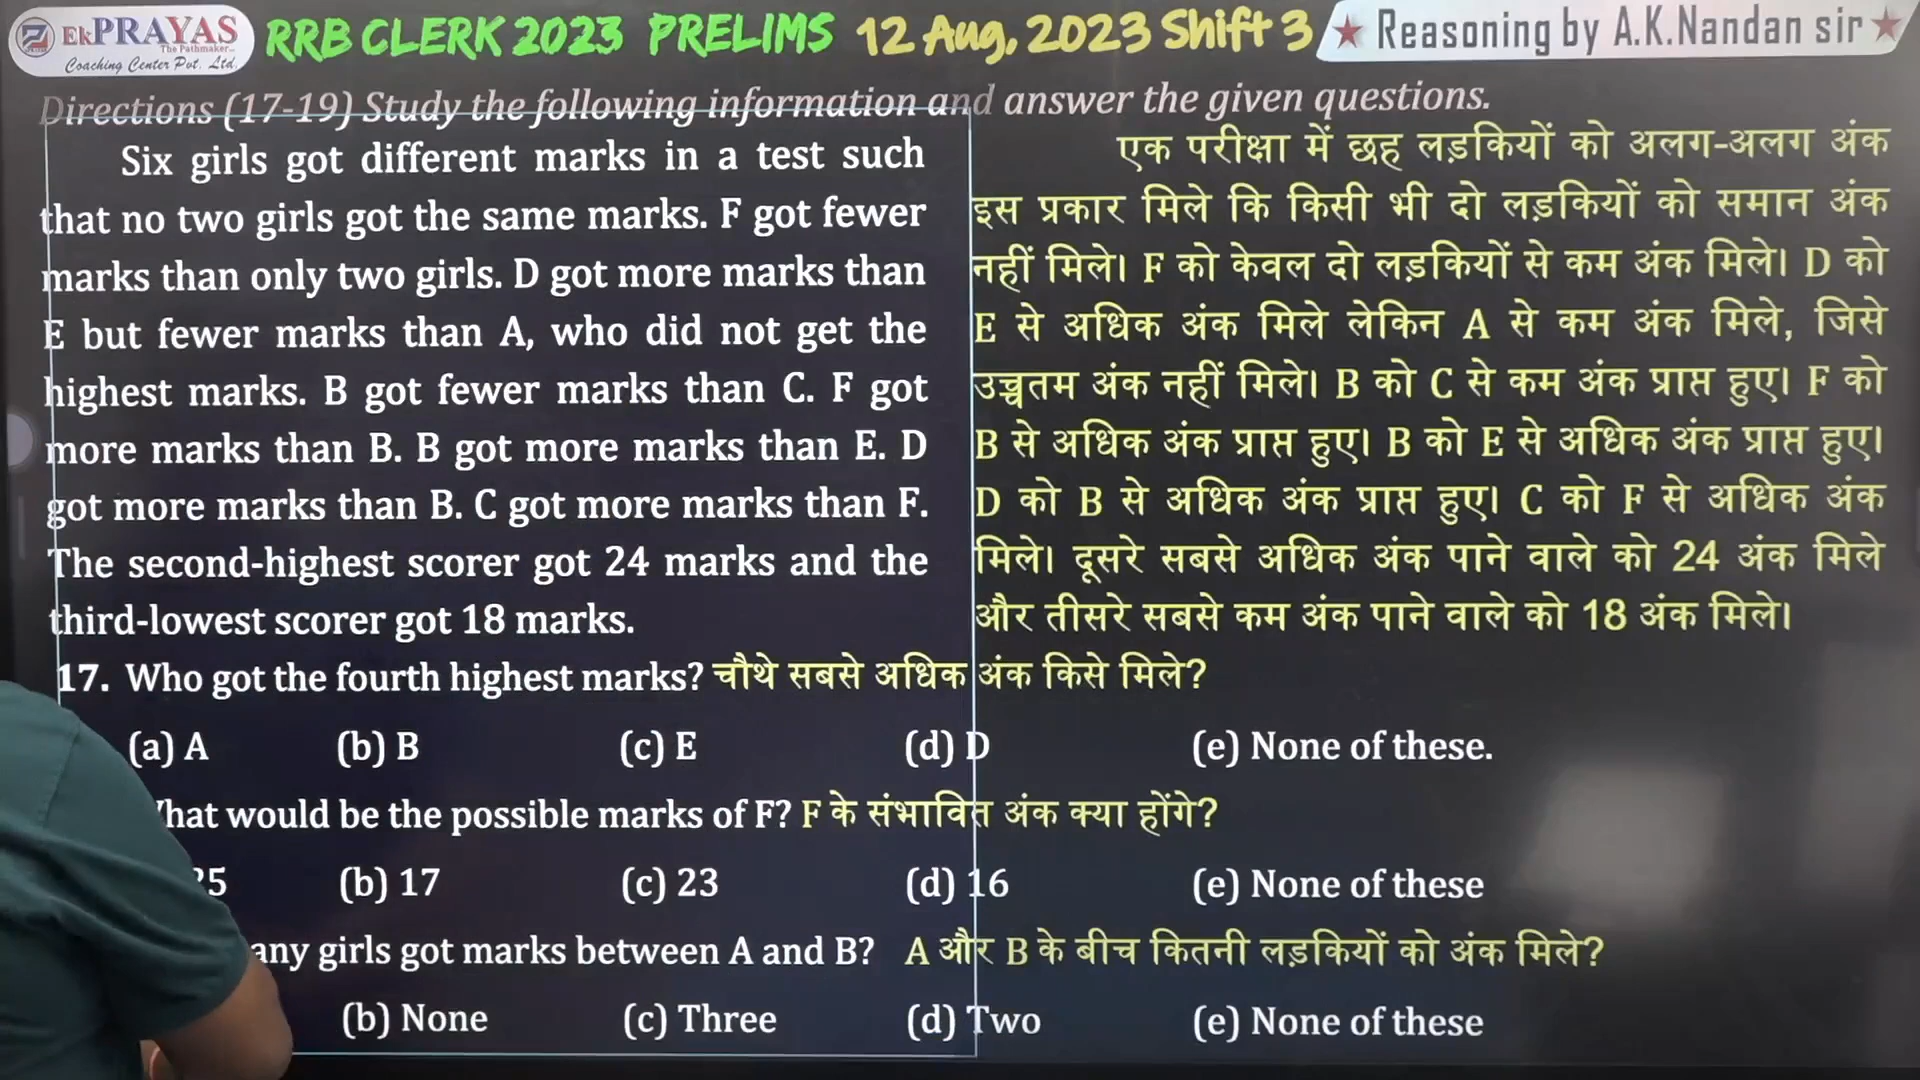 EKPRAYAS
The Pathmaker...
Coaching Center Pvt. Ltd.
RRB CLERK 2023 PRELIMS 12 Aug, 2023 Shift 3
Reasoning by A.K.Nandan sir
Directions (17-19) Study the following information and answer the given questions.
Six girls got different marks in a test such
that no two girls got the same marks. F got fewer
marks than only two girls. D got more marks than
E but fewer marks than A, who did not get the
highest marks. B got fewer marks than C. F got
more marks than B. B got more marks than E. D
got more marks than B. C got more marks than F.
The second-highest scorer got 24 marks and the
third-lowest scorer got 18 marks.
एक परीक्षा में छह लड़कियों को अलग-अलग अंक
इस प्रकार मिले कि किसी भी दो लड़कियों को समान अंक
नहीं मिले। F को केवल दो लड़कियों से कम अंक मिले। D को
E से अधिक अंक मिले लेकिन A से कम अंक मिले, जिसे
उच्चतम अंक नहीं मिले। B को C से कम अंक प्राप्त हुए। F को
B से अधिक अंक प्राप्त हुए। B को E से अधिक अंक प्राप्त हुए।
D को B से अधिक अंक प्राप्त हुए। C को F से अधिक अंक
मिले। दूसरे सबसे अधिक अंक पाने वाले को 24 अंक मिले
और तीसरे सबसे कम अंक पाने वाले को 18 अंक मिले।
17. Who got the fourth highest marks? चौथे सबसे अधिक अंक किसे मिले?
(a) A (b) B (c) E (d) D (e) None of these.
would be the possible marks of F? F के संभावित अंक क्या होंगे?
(b) 17 (c) 23 (d) 16 (e) None of these
girls got marks between A and B? A और B के बीच कितनी लड़कियों को अंक मिले?
(b) None (c) Three (d) Two (e) None of these